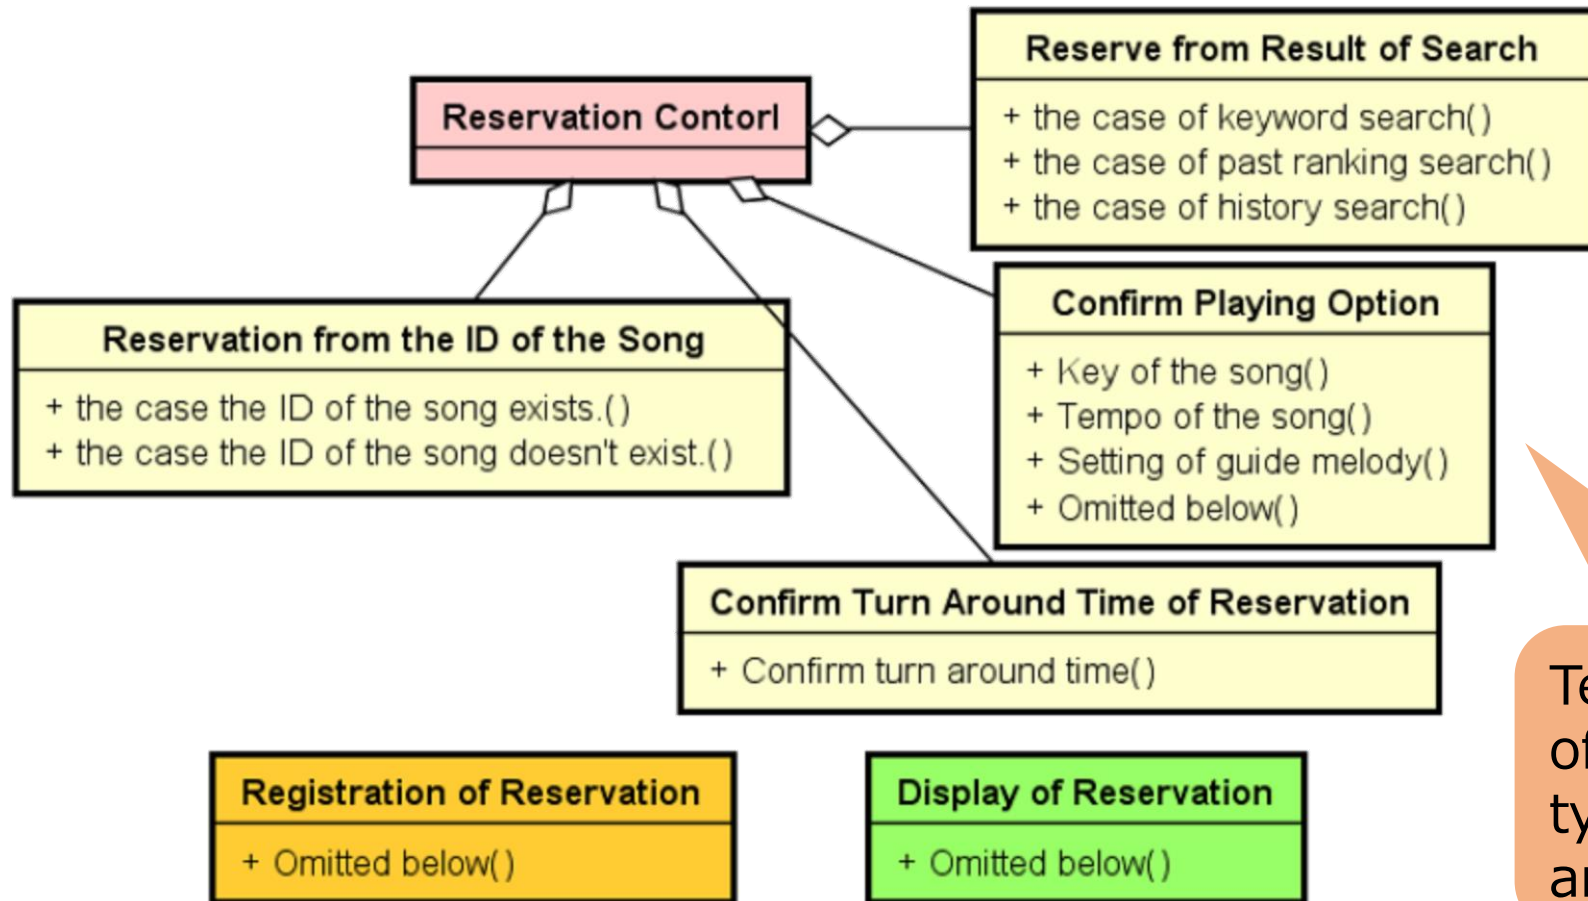 Reserve from Result of Search
+ the case of keyword search()
+ the case of past ranking search()
+ the case of history search()
Reservation Contorl
Confirm Playing Option
+ Key of the song()
+ Tempo of the song()
+ Setting of guide melody()
+ Omitted below()
Reservation from the ID of the Song
+ the case the ID of the song exists.()
+ the case the ID of the song doesn't exist.()
Confirm Turn Around Time of Reservation
+ Confirm turn around time()
Registration of Reservation
+ Omitted below()
Display of Reservation
+ Omitted below()